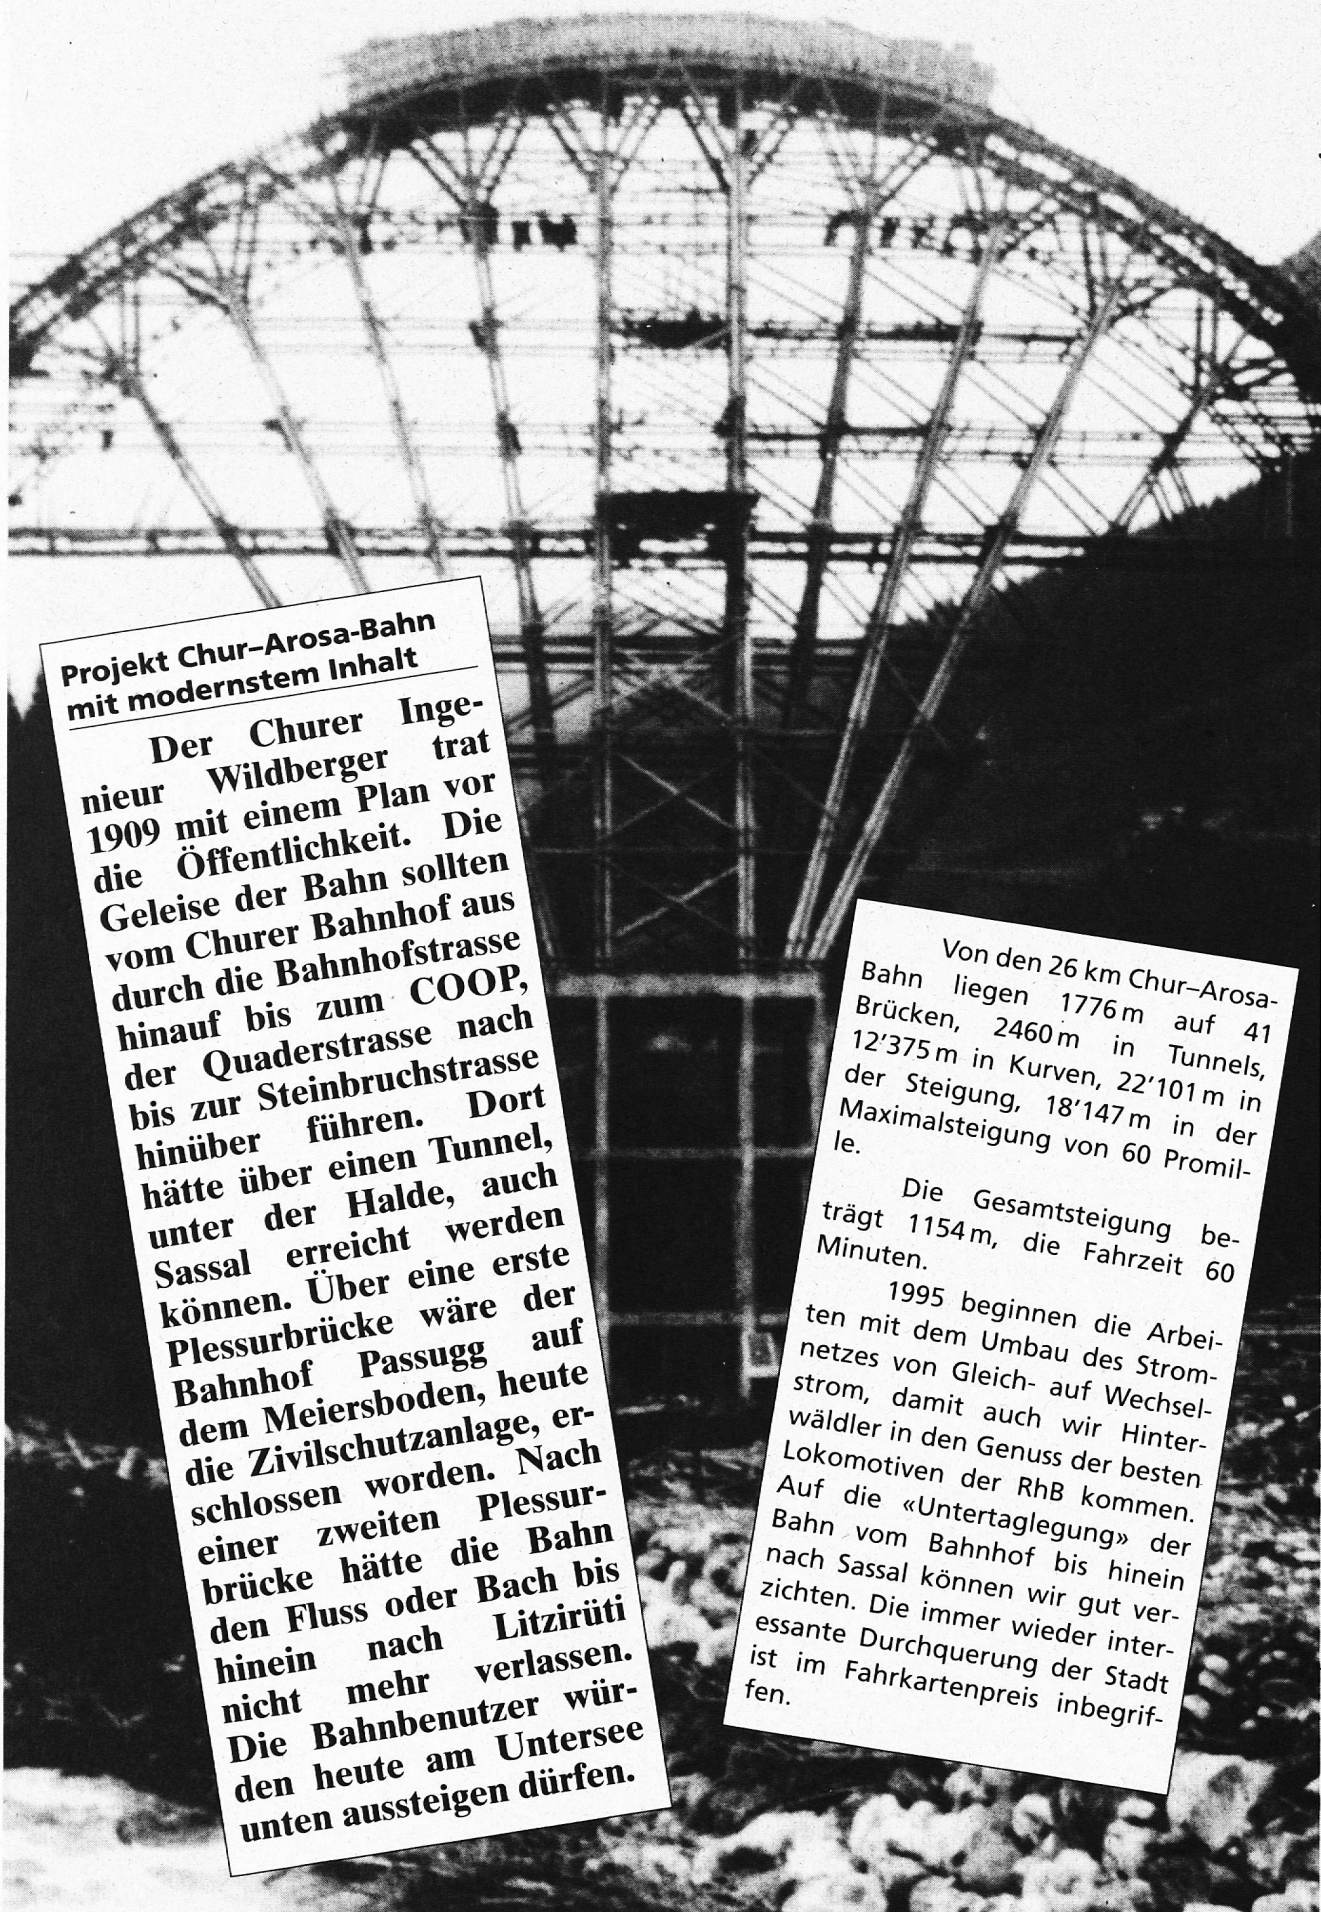 Projekt Chur–Arosa-Bahn
mit modernstem Inhalt
Der Churer Inge-
nieur Wildberger trat
1909 mit einem Plan vor
die Öffentlichkeit. Die
Geleise der Bahn sollten
vom Churer Bahnhof aus
durch die Bahnhofstrasse
hinauf bis zum COOP,
der Quaderstrasse nach
bis zur Steinbruchstrasse
hinüber führen. Dort
hätte über einen Tunnel,
unter der Halde, auch
Sassal erreicht werden
können. Über eine erste
Plessurbrücke wäre der
Bahnhof Passugg auf
dem Meiersboden, heute
die Zivilschutzanlage, er-
schlossen worden. Nach
einer zweiten Plessur-
brücke hätte die Bahn
den Fluss oder Bach bis
hinein nach Litzirüti
nicht mehr verlassen.
Die Bahnbenutzer wür-
den heute am Untersee
unten aussteigen dürfen.
Von den 26 km Chur–Arosa-
Bahn liegen 1776 m auf 41
Brücken, 2460 m in Tunnels,
12'375 m in Kurven, 22'101 m in
der Steigung, 18'147 m in der
Maximalsteigung von 60 Promil-
le.
Die Gesamtsteigung be-
trägt 1154 m, die Fahrzeit 60
Minuten.
1995 beginnen die Arbei-
ten mit dem Umbau des Strom-
netzes von Gleich- auf Wechsel-
strom, damit auch wir Hinter-
wäldler in den Genuss der besten
Lokomotiven der RhB kommen.
Auf die «Untertaglegung» der
Bahn vom Bahnhof bis hinein
nach Sassal können wir gut ver-
zichten. Die immer wieder inter-
essante Durchquerung der Stadt
ist im Fahrkartenpreis inbegrif-
fen.